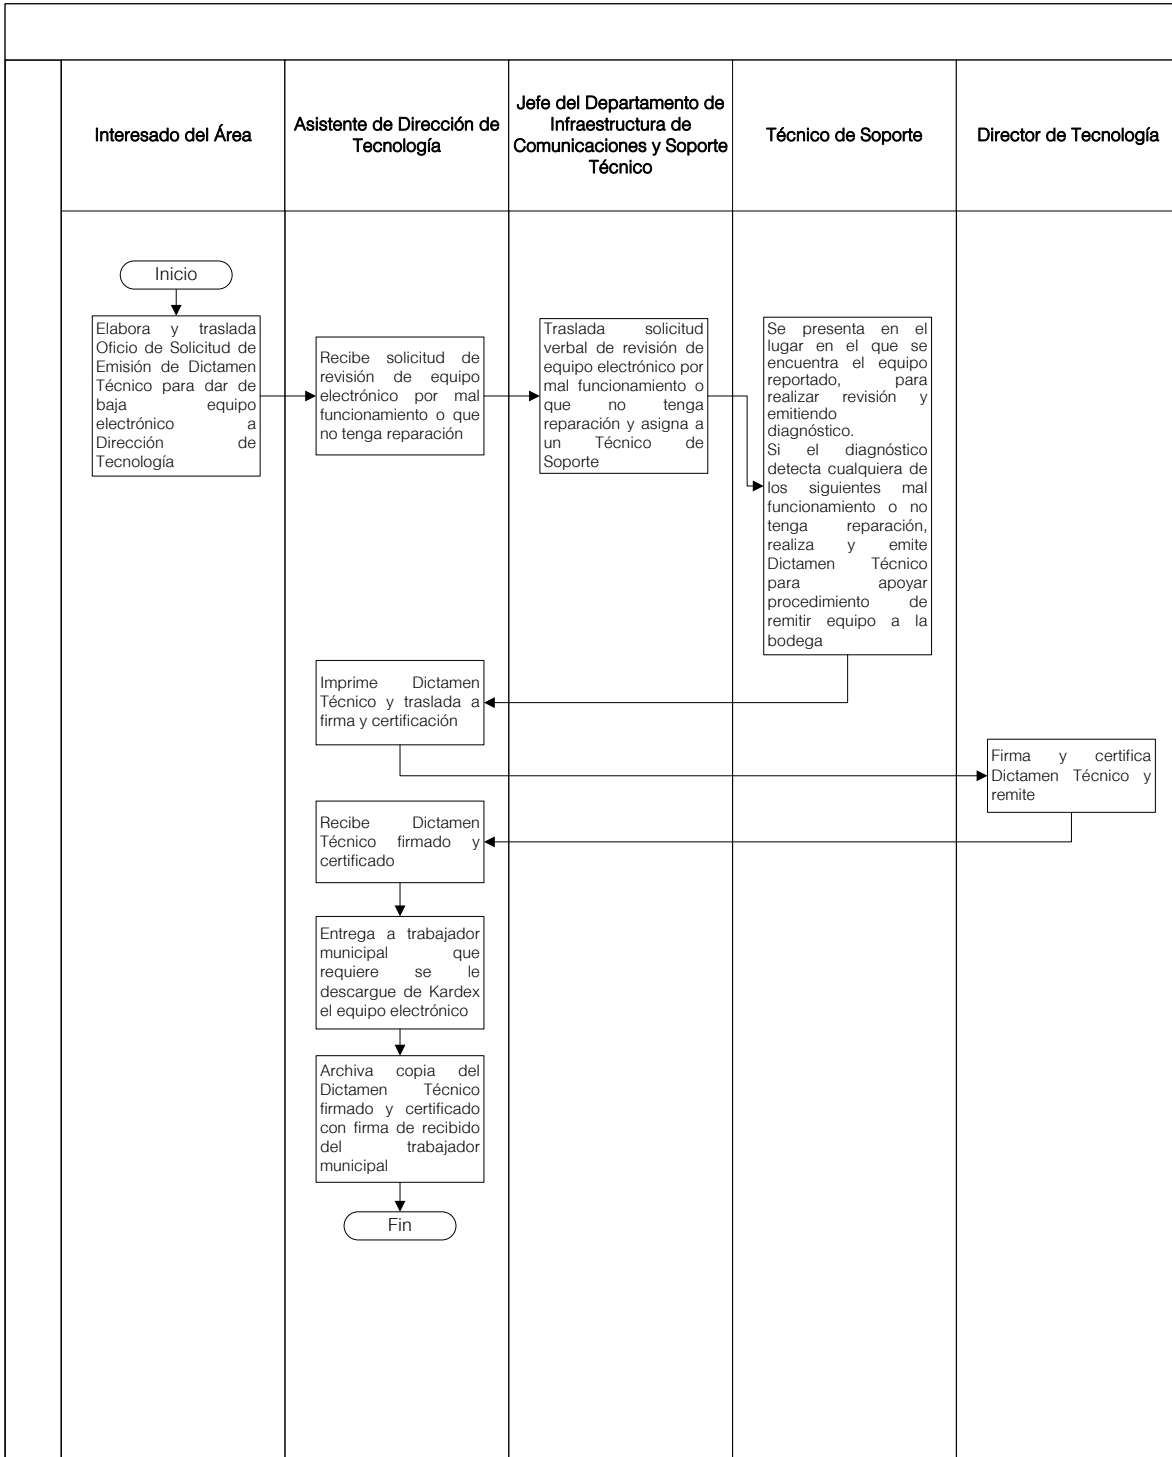 Interesado del Área
Asistente de Dirección de
Tecnología
Jefe del Departamento de
Infraestructura de
Comunicaciones y Soporte
Técnico
Técnico de Soporte
Director de Tecnología
Inicio
Elabora y traslada
Oficio de Solicitud de
Emisión de Dictamen
Técnico para dar de
baja equipo
electrónico a
Dirección de
Tecnología
Recibe solicitud de
revisión de equipo
electrónico por mal
funcionamiento o que
no tenga reparación
Traslada solicitud
verbal de revisión de
equipo electrónico por
mal funcionamiento o
que no tenga
reparación y asigna a
un Técnico de
Soporte
Se presenta en el
lugar en el que se
encuentra el equipo
reportado, para
realizar revisión y
emitiendo
diagnóstico.
Si el diagnóstico
detecta cualquiera de
los siguientes mal
funcionamiento o no
tenga reparación,
realiza y emite
Dictamen Técnico
para apoyar
procedimiento de
remitir equipo a la
bodega
Imprime Dictamen
Técnico y traslada a
firma y certificación
Firma y certifica
Dictamen Técnico y
remite
Recibe Dictamen
Técnico firmado y
certificado
Entrega a trabajador
municipal que
requiere se le
descargue de Kardex
el equipo electrónico
Archiva copia del
Dictamen Técnico
firmado y certificado
con firma de recibido
del trabajador
municipal
Fin